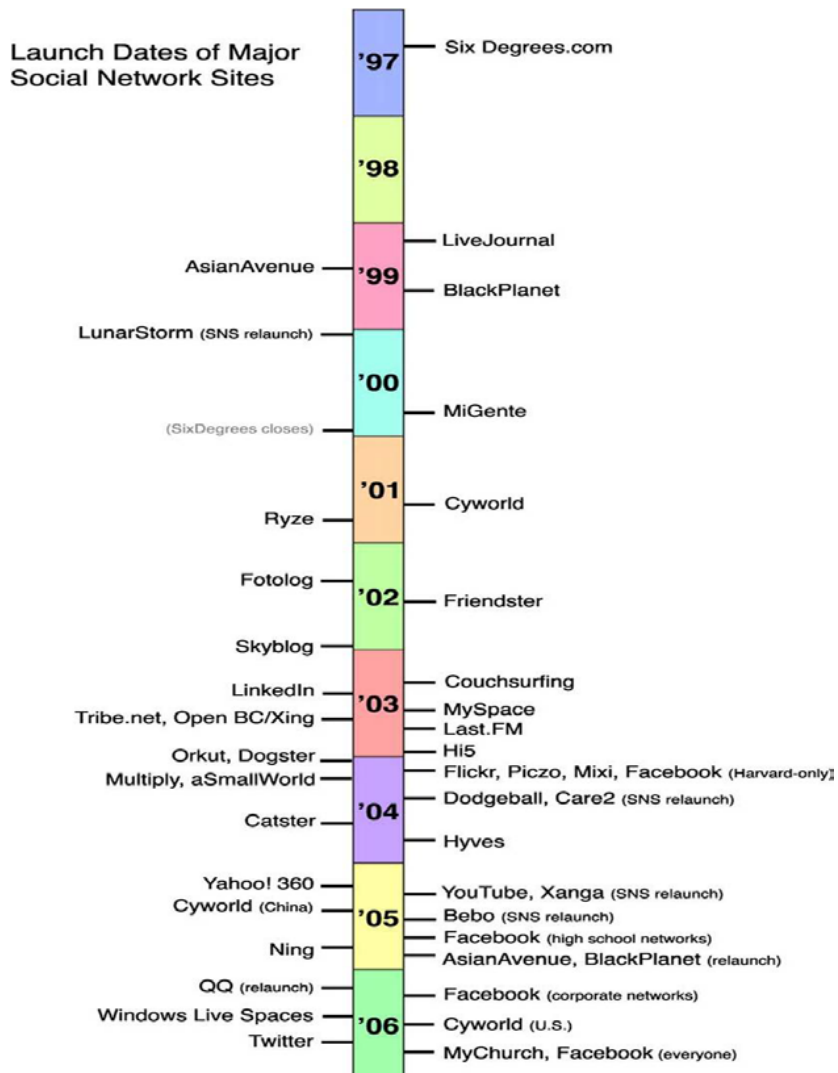 Launch Dates of Major
Social Network Sites
'97
Six Degrees.com
'98
LiveJournal
AsianAvenue
'99
BlackPlanet
LunarStorm (SNS relaunch)
'00
MiGente
(SixDegrees closes)
'01
Cyworld
Ryze
Fotolog
'02
Friendster
Skyblog
Couchsurfing
LinkedIn
'03
MySpace
Tribe.net, Open BC/Xing
Last.FM
Hi5
Orkut, Dogster
Flickr, Piczo, Mixi, Facebook (Harvard-only)
Multiply, aSmallWorld
Dodgeball, Care2 (SNS relaunch)
'04
Catster
Hyves
Yahoo! 360
YouTube, Xanga (SNS relaunch)
Cyworld (China)
'05
Bebo (SNS relaunch)
Facebook (high school networks)
Ning
AsianAvenue, BlackPlanet (relaunch)
QQ (relaunch)
Facebook (corporate networks)
Windows Live Spaces
'06
Cyworld (U.S.)
Twitter
MyChurch, Facebook (everyone)